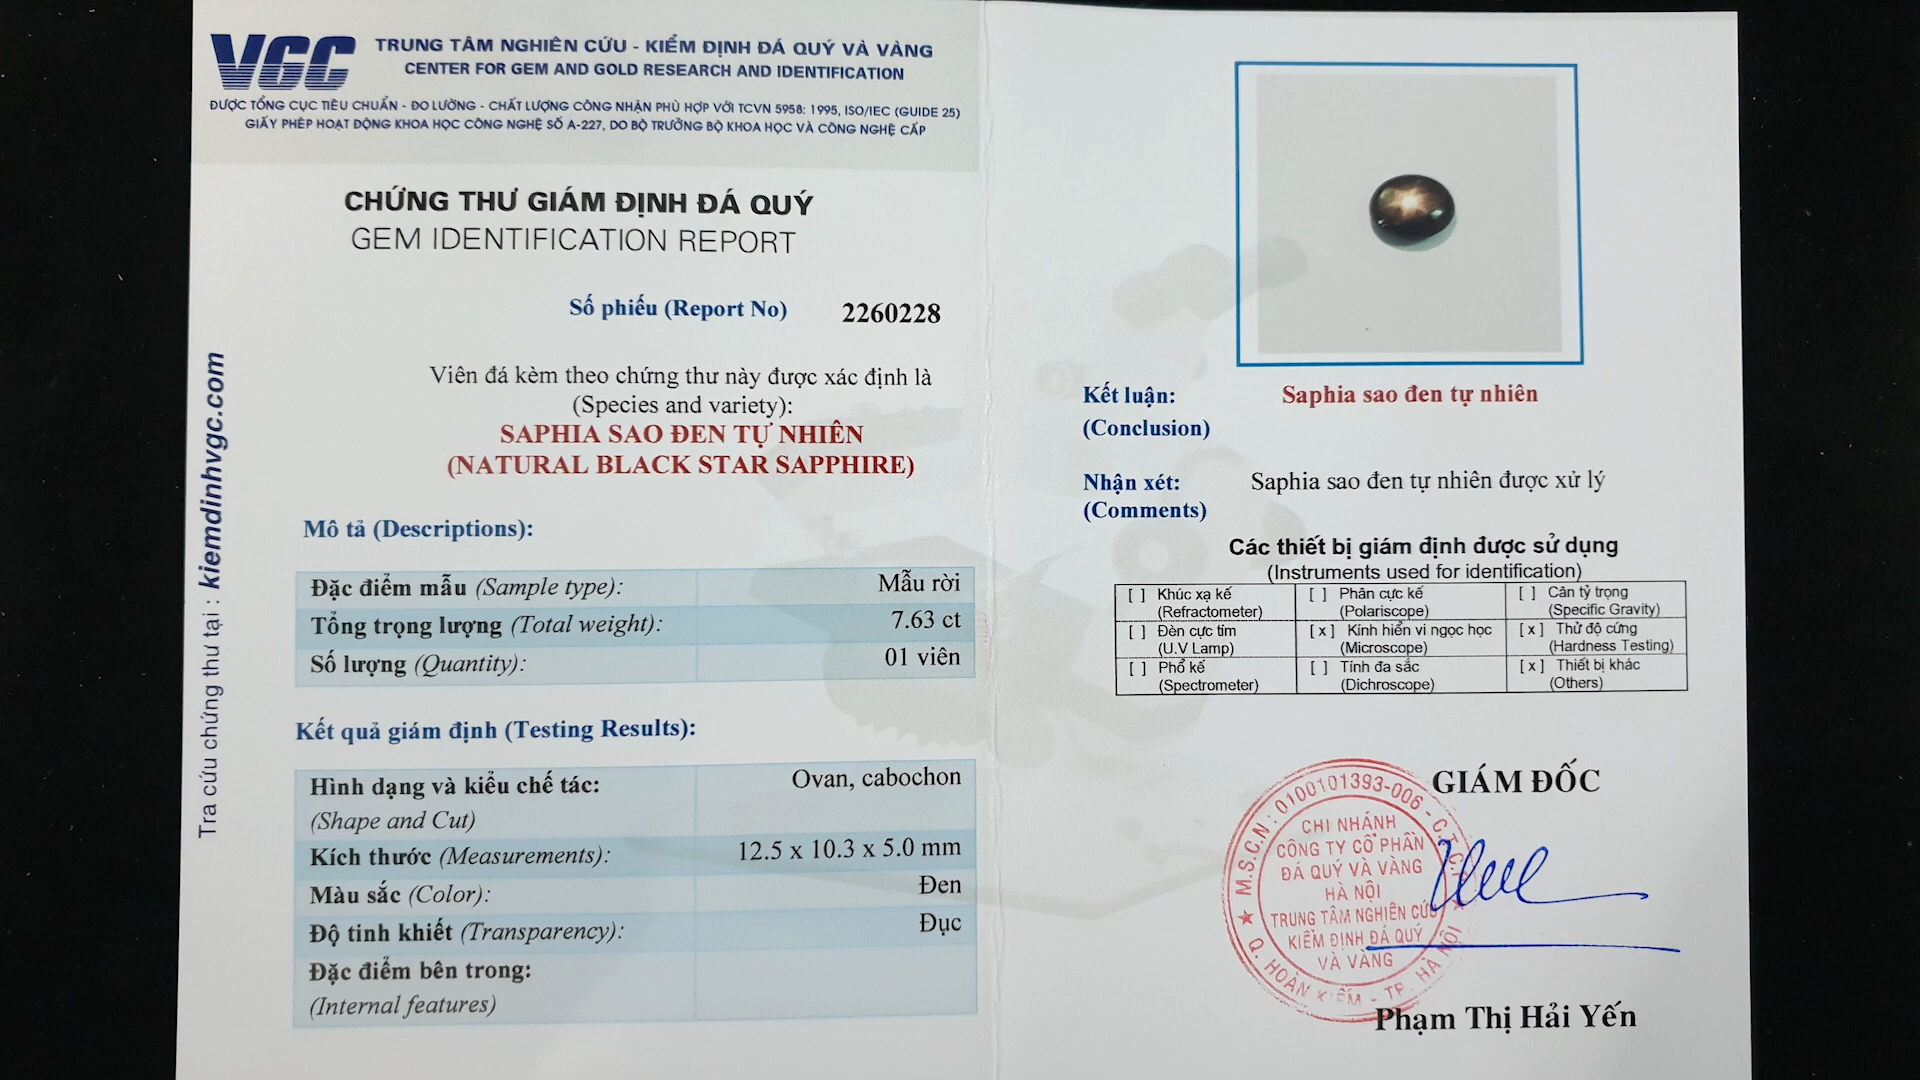 VGC
TRUNG TÂM NGHIÊN CỨU - KIỂM ĐỊNH ĐÁ QUÝ VÀ VÀNG
CENTER FOR GEM AND GOLD RESEARCH AND IDENTIFICATION
ĐƯỢC TỔNG CỤC TIÊU CHUẨN - ĐO LƯỜNG - CHẤT LƯỢNG CÔNG NHẬN PHÙ HỢP VỚI TCVN 5958: 1995, ISO/IEC (GUIDE 25)
GIẤY PHÉP HOẠT ĐỘNG KHOA HỌC CÔNG NGHỆ SỐ A-227, DO BỘ TRƯỞNG BỘ KHOA HỌC VÀ CÔNG NGHỆ CẤP
CHỨNG THƯ GIÁM ĐỊNH ĐÁ QUÝ
GEM IDENTIFICATION REPORT
Số phiếu (Report No) 2260228
Viên đá kèm theo chứng thư này được xác định là
(Species and variety):
SAPHIA SAO ĐEN TỰ NHIÊN
(NATURAL BLACK STAR SAPPHIRE)
Mô tả (Descriptions):
Đặc điểm mẫu (Sample type): Mẫu rời
Tổng trọng lượng (Total weight): 7.63 ct
Số lượng (Quantity): 01 viên
Kết quả giám định (Testing Results):
Hình dạng và kiểu chế tác: Ovan, cabochon
(Shape and Cut)
Kích thước (Measurements): 12.5 x 10.3 x 5.0 mm
Màu sắc (Color): Đen
Độ tinh khiết (Transparency): Đục
Đặc điểm bên trong:
(Internal features)
Tra cứu chứng thư tại : kiemdinhvgc.com
Kết luận: Saphia sao đen tự nhiên
(Conclusion)
Nhận xét: Saphia sao đen tự nhiên được xử lý
(Comments)
Các thiết bị giám định được sử dụng
(Instruments used for identification)
[ ] Khúc xạ kế [ ] Phân cực kế [ ] Cân tỷ trọng
(Refractometer) (Polariscope) (Specific Gravity)
[ ] Đèn cực tím [x] Kính hiển vi ngọc học [x] Thử độ cứng
(U.V Lamp) (Microscope) (Hardness Testing)
[ ] Phổ kế [ ] Tính đa sắc [x] Thiết bị khác
(Spectrometer) (Dichroscope) (Others)
GIÁM ĐỐC
M.S.C.N: 0100101393-006 - C.T.C.P
CHI NHÁNH
CÔNG TY CỔ PHẦN
ĐÁ QUÝ VÀ VÀNG
HÀ NỘI
TRUNG TÂM NGHIÊN CỨU
KIỂM ĐỊNH ĐÁ QUÝ
VÀ VÀNG
Q. HOÀN KIẾM - TP. HÀ NỘI
Phạm Thị Hải Yến